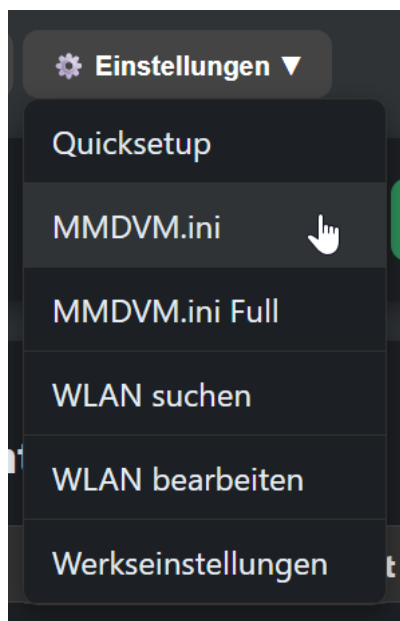 Einstellungen ▼
Quicksetup
MMDVM.ini
MMDVM.ini Full
WLAN suchen
WLAN bearbeiten
Werkseinstellungen